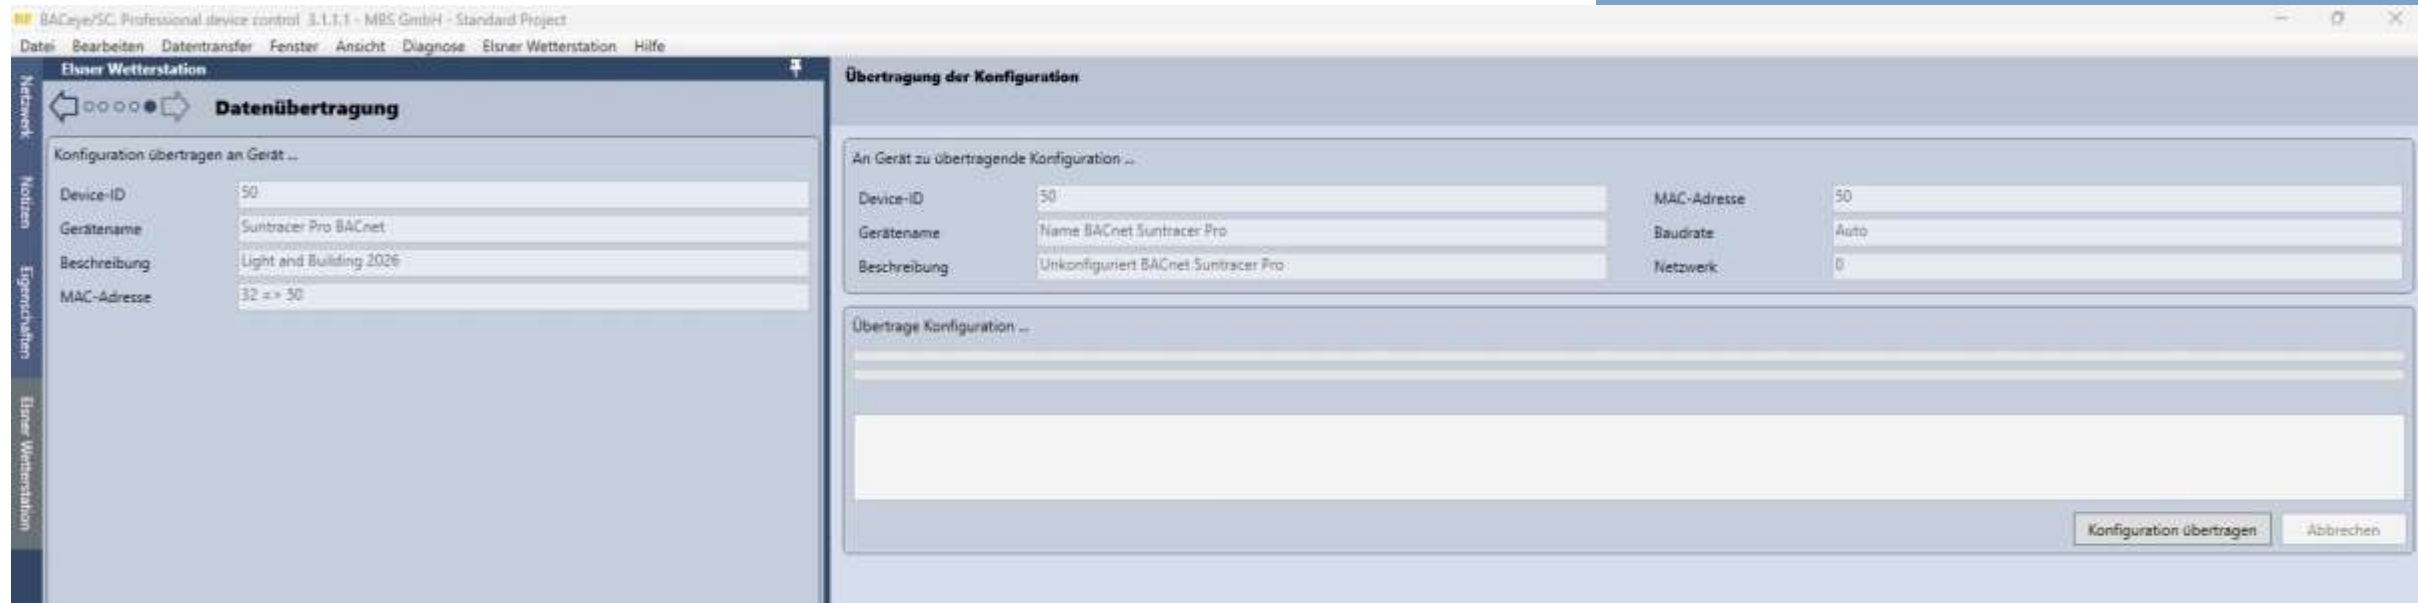 BACeye/SC. Professional device control 3.1.1.1 - MBS GmbH - Standard Project
Datei Bearbeiten Datentransfer Fenster Ansicht Diagnose Elsner Wetterstation Hilfe
Netzwerk
Notizen
Eigenschaften
Elsner Wetterstation
Elsner Wetterstation
Datenübertragung
Konfiguration übertragen an Gerät ...
Device-ID 50
Gerätename Suntracer Pro BACnet
Beschreibung Light and Building 2026
MAC-Adresse 32 => 50
Übertragung der Konfiguration
An Gerät zu übertragende Konfiguration ...
Device-ID 50 MAC-Adresse 50
Gerätename Name BACnet Suntracer Pro Baudrate Auto
Beschreibung Unkonfiguriert BACnet Suntracer Pro Netzwerk 0
Übertrage Konfiguration ...
Konfiguration übertragen Abbrechen